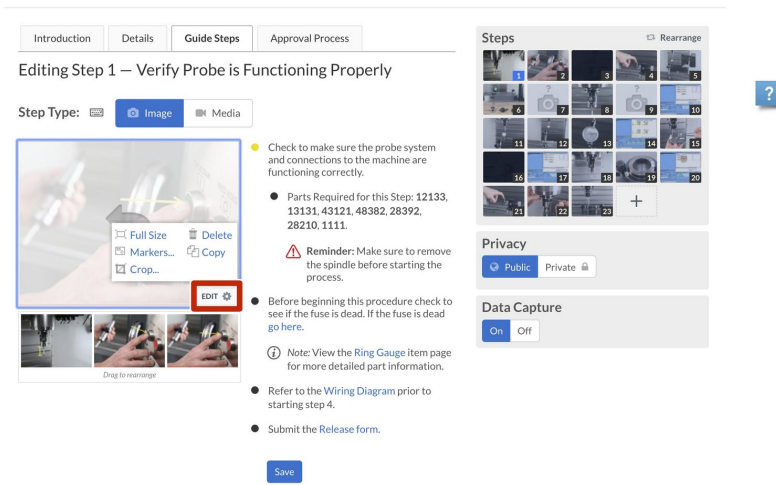 Introduction
Details
Guide Steps
Approval Process
Editing Step 1 — Verify Probe is Functioning Properly
Step Type:
Image
Media
Full Size
Delete
Markers...
Copy
Crop...
EDIT
Drag to rearrange
Check to make sure the probe system
and connections to the machine are
functioning correctly.
Parts Required for this Step: 12133,
13131, 43121, 48382, 28392,
28210, 1111.
Reminder: Make sure to remove
the spindle before starting the
process.
Before beginning this procedure check to
see if the fuse is dead. If the fuse is dead
go here.
Note: View the Ring Gauge item page
for more detailed part information.
Refer to the Wiring Diagram prior to
starting step 4.
Submit the Release form.
Save
Steps
Rearrange
1
2
3
4
5
6
7
8
9
10
11
12
13
14
15
16
17
18
19
20
21
22
23
+
Privacy
Public
Private
Data Capture
On
Off
?